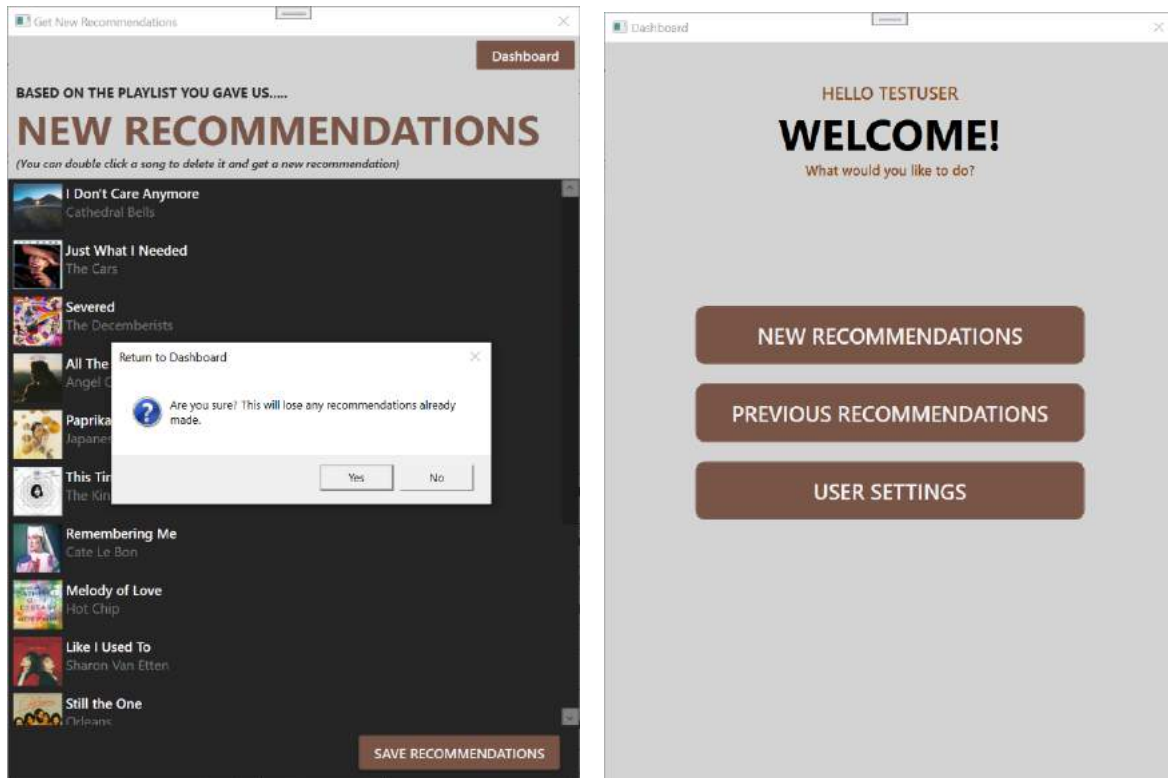 Get New Recommendations
Dashboard
BASED ON THE PLAYLIST YOU GAVE US.....
NEW RECOMMENDATIONS
(You can double click a song to delete it and get a new recommendation)
I Don't Care Anymore
Cathedral Bells
Just What I Needed
The Cars
Severed
The Decemberists
All The
Angel
Paprika
This
The
Return to Dashboard
Are you sure? This will lose any recommendations already
made.
Yes
No
Remembering Me
Cate Le Bon
Melody of Love
Hot Chip
Like I Used To
Sharon Van Etten
Still the One
Orleans
SAVE RECOMMENDATIONS
Dashboard
HELLO TESTUSER
WELCOME!
What would you like to do?
NEW RECOMMENDATIONS
PREVIOUS RECOMMENDATIONS
USER SETTINGS